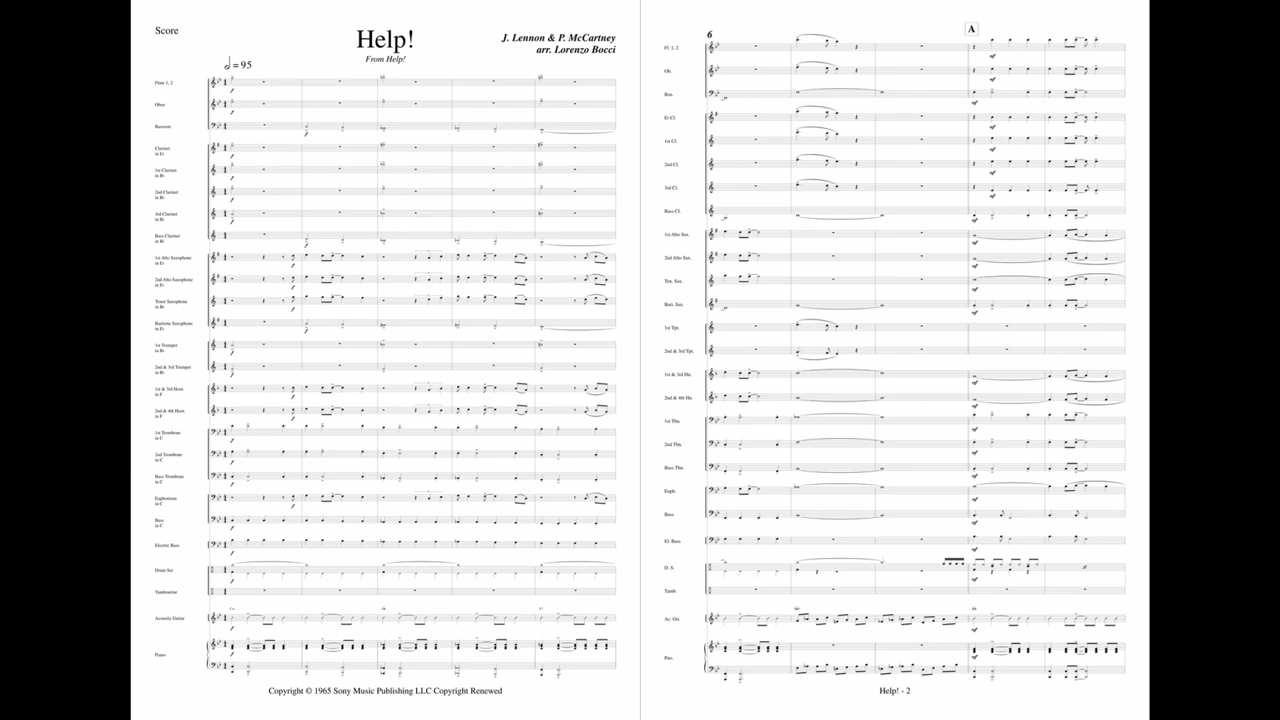 Score
Help!
From Help!
J. Lennon & P. McCartney
arr. Lorenzo Bocci
= 95
Flute 1, 2
Oboe
Bassoon
Clarinet
in E♭
1st Clarinet
in B♭
2nd Clarinet
in B♭
3rd Clarinet
in B♭
Bass Clarinet
in B♭
1st Alto Saxophone
in E♭
2nd Alto Saxophone
in E♭
Tenor Saxophone
in B♭
Baritone Saxophone
in E♭
1st Trumpet
in B♭
2nd & 3rd Trumpet
in B♭
1st & 3rd Horn
in F
2nd & 4th Horn
in F
1st Trombone
in C
2nd Trombone
in C
Bass Trombone
in C
Euphonium
in C
Bass
in C
Electric Bass
Drum Set
Tambourine
Acoustic Guitar
Piano
Copyright © 1965 Sony Music Publishing LLC Copyright Renewed
6
A
Fl. 1, 2
Ob.
Bsn.
E♭ Cl.
1st Cl.
2nd Cl.
3rd Cl.
Bass Cl.
1st Alto Sax.
2nd Alto Sax.
Ten. Sax.
Bari. Sax.
1st Tpt.
2nd & 3rd Tpt.
1st & 3rd Hn.
2nd & 4th Hn.
1st Tbn.
2nd Tbn.
Bass Tbn.
Euph.
Bass
El. Bass
D. S.
Tamb.
Ac. Gtr.
Pno.
Help! - 2